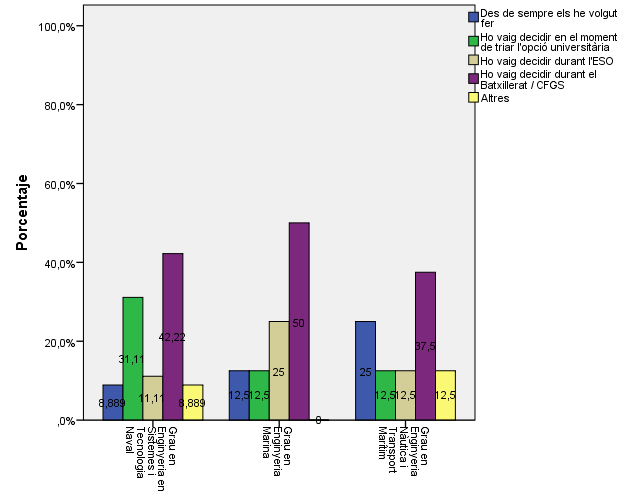 Des de sempre els he volgut
fer
Ho vaig decidir en el moment
de triar l'opció universitària
Ho vaig decidir durant l'ESO
Ho vaig decidir durant el
Batxillerat / CFGS
Altres
100,0%
80,0%
60,0%
40,0%
20,0%
,0%
Porcentaje
8,889
31,11
11,11
42,22
8,889
12,5
12,5
25
50
0
25
12,5
12,5
37,5
12,5
Grau en
Enginyeria en
Sistemes i
Tecnologia
Naval
Grau en
Enginyeria
Marina
Grau en
Enginyeria
Nàutica i
Transport
Marítim